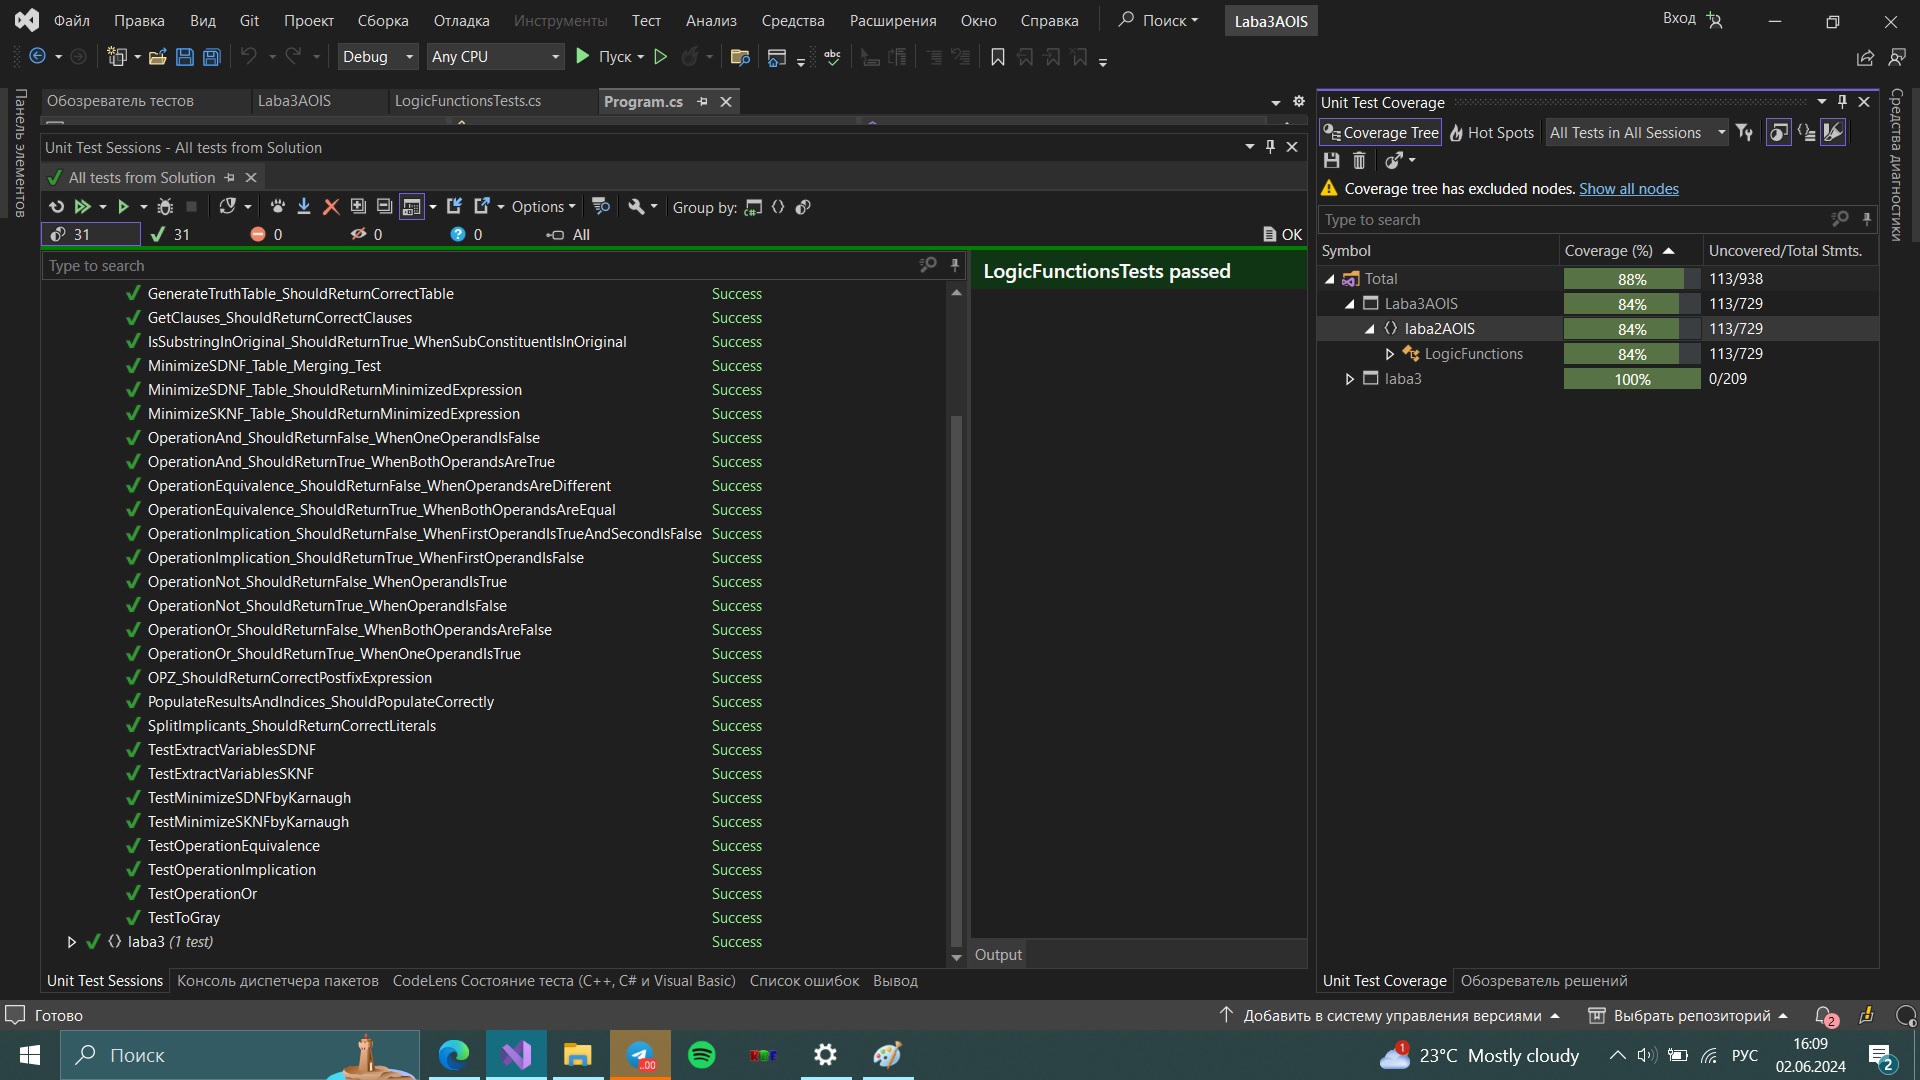 Файл Правка Вид Git Проект Сборка Отладка Инструменты Тест Анализ Средства Расширения Окно Справка Поиск Laba3AOIS Вход
Debug Any CPU Пуск
Панель элементов
Обозреватель тестов Laba3AOIS LogicFunctionsTests.cs Program.cs
Unit Test Sessions - All tests from Solution
All tests from Solution
Options Group by:
31 31 0 0 0 All OK
Type to search
GenerateTruthTable_ShouldReturnCorrectTable Success
GetClauses_ShouldReturnCorrectClauses Success
IsSubstringInOriginal_ShouldReturnTrue_WhenSubConstituentIsInOriginal Success
MinimizeSDNF_Table_Merging_Test Success
MinimizeSDNF_Table_ShouldReturnMinimizedExpression Success
MinimizeSKNF_Table_ShouldReturnMinimizedExpression Success
OperationAnd_ShouldReturnFalse_WhenOneOperandIsFalse Success
OperationAnd_ShouldReturnTrue_WhenBothOperandsAreTrue Success
OperationEquivalence_ShouldReturnFalse_WhenOperandsAreDifferent Success
OperationEquivalence_ShouldReturnTrue_WhenBothOperandsAreEqual Success
OperationImplication_ShouldReturnFalse_WhenFirstOperandIsTrueAndSecondIsFalse Success
OperationImplication_ShouldReturnTrue_WhenFirstOperandIsFalse Success
OperationNot_ShouldReturnFalse_WhenOperandIsTrue Success
OperationNot_ShouldReturnTrue_WhenOperandIsFalse Success
OperationOr_ShouldReturnFalse_WhenBothOperandsAreFalse Success
OperationOr_ShouldReturnTrue_WhenOneOperandIsTrue Success
OPZ_ShouldReturnCorrectPostfixExpression Success
PopulateResultsAndIndices_ShouldPopulateCorrectly Success
SplitImplicants_ShouldReturnCorrectLiterals Success
TestExtractVariablesSDNF Success
TestExtractVariablesSKNF Success
TestMinimizeSDNFbyKarnaugh Success
TestMinimizeSKNFbyKarnaugh Success
TestOperationEquivalence Success
TestOperationImplication Success
TestOperationOr Success
TestToGray Success
laba3 (1 test) Success
LogicFunctionsTests passed
Output
Unit Test Sessions Консоль диспетчера пакетов CodeLens Состояние теста (C++, C# и Visual Basic) Список ошибок Вывод
Unit Test Coverage
Coverage Tree Hot Spots All Tests in All Sessions
Coverage tree has excluded nodes. Show all nodes
Type to search
Symbol Coverage (%) Uncovered/Total Stmts.
Total 88% 113/938
Laba3AOIS 84% 113/729
laba2AOIS 84% 113/729
LogicFunctions 84% 113/729
laba3 100% 0/209
Unit Test Coverage Обозреватель решений
Средства диагностики
Готово Добавить в систему управления версиями Выбрать репозиторий 2
Поиск ..00 1 23°C Mostly cloudy РУС 16:09
02.06.2024 2